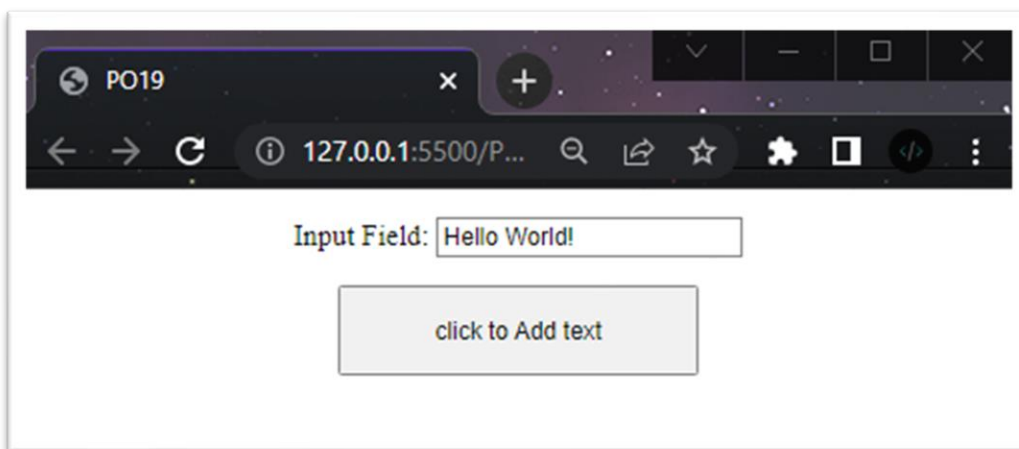 PO19
127.0.0.1:5500/P...
Input Field: Hello World!
click to Add text